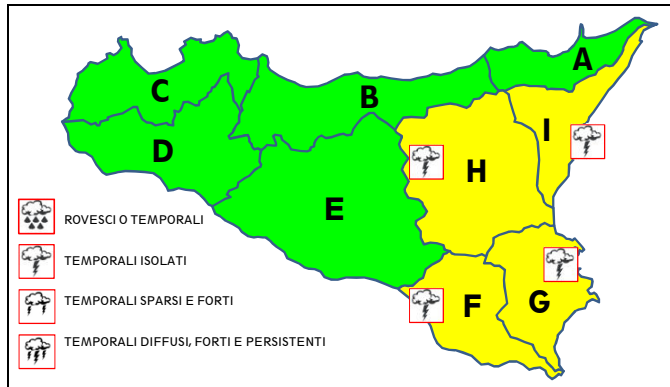 A
C
B
I
D
H
E
F
G
ROVESCI O TEMPORALI
TEMPORALI ISOLATI
TEMPORALI SPARSI E FORTI
TEMPORALI DIFFUSI, FORTI E PERSISTENTI